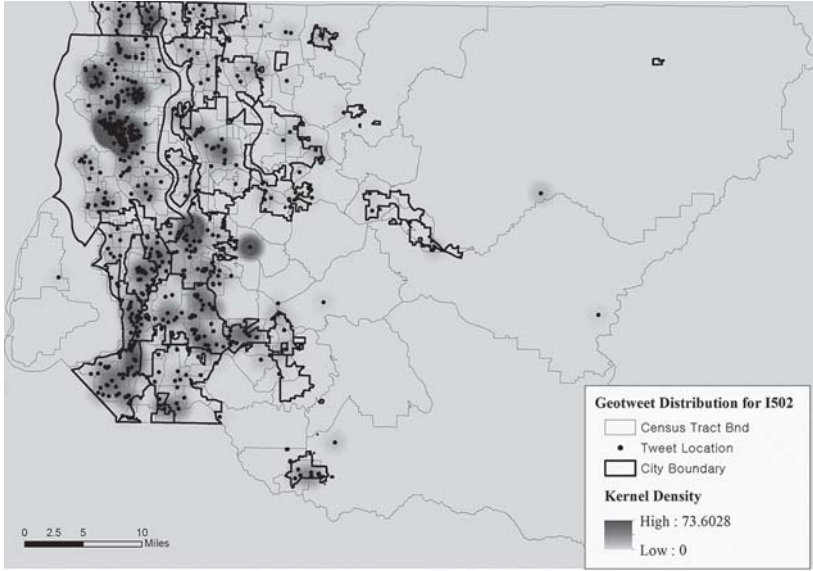 Geotweet Distribution for I502
Census Tract Bnd
Tweet Location
City Boundary
Kernel Density
High : 73.6028
Low : 0
0 2.5 5 10
Miles